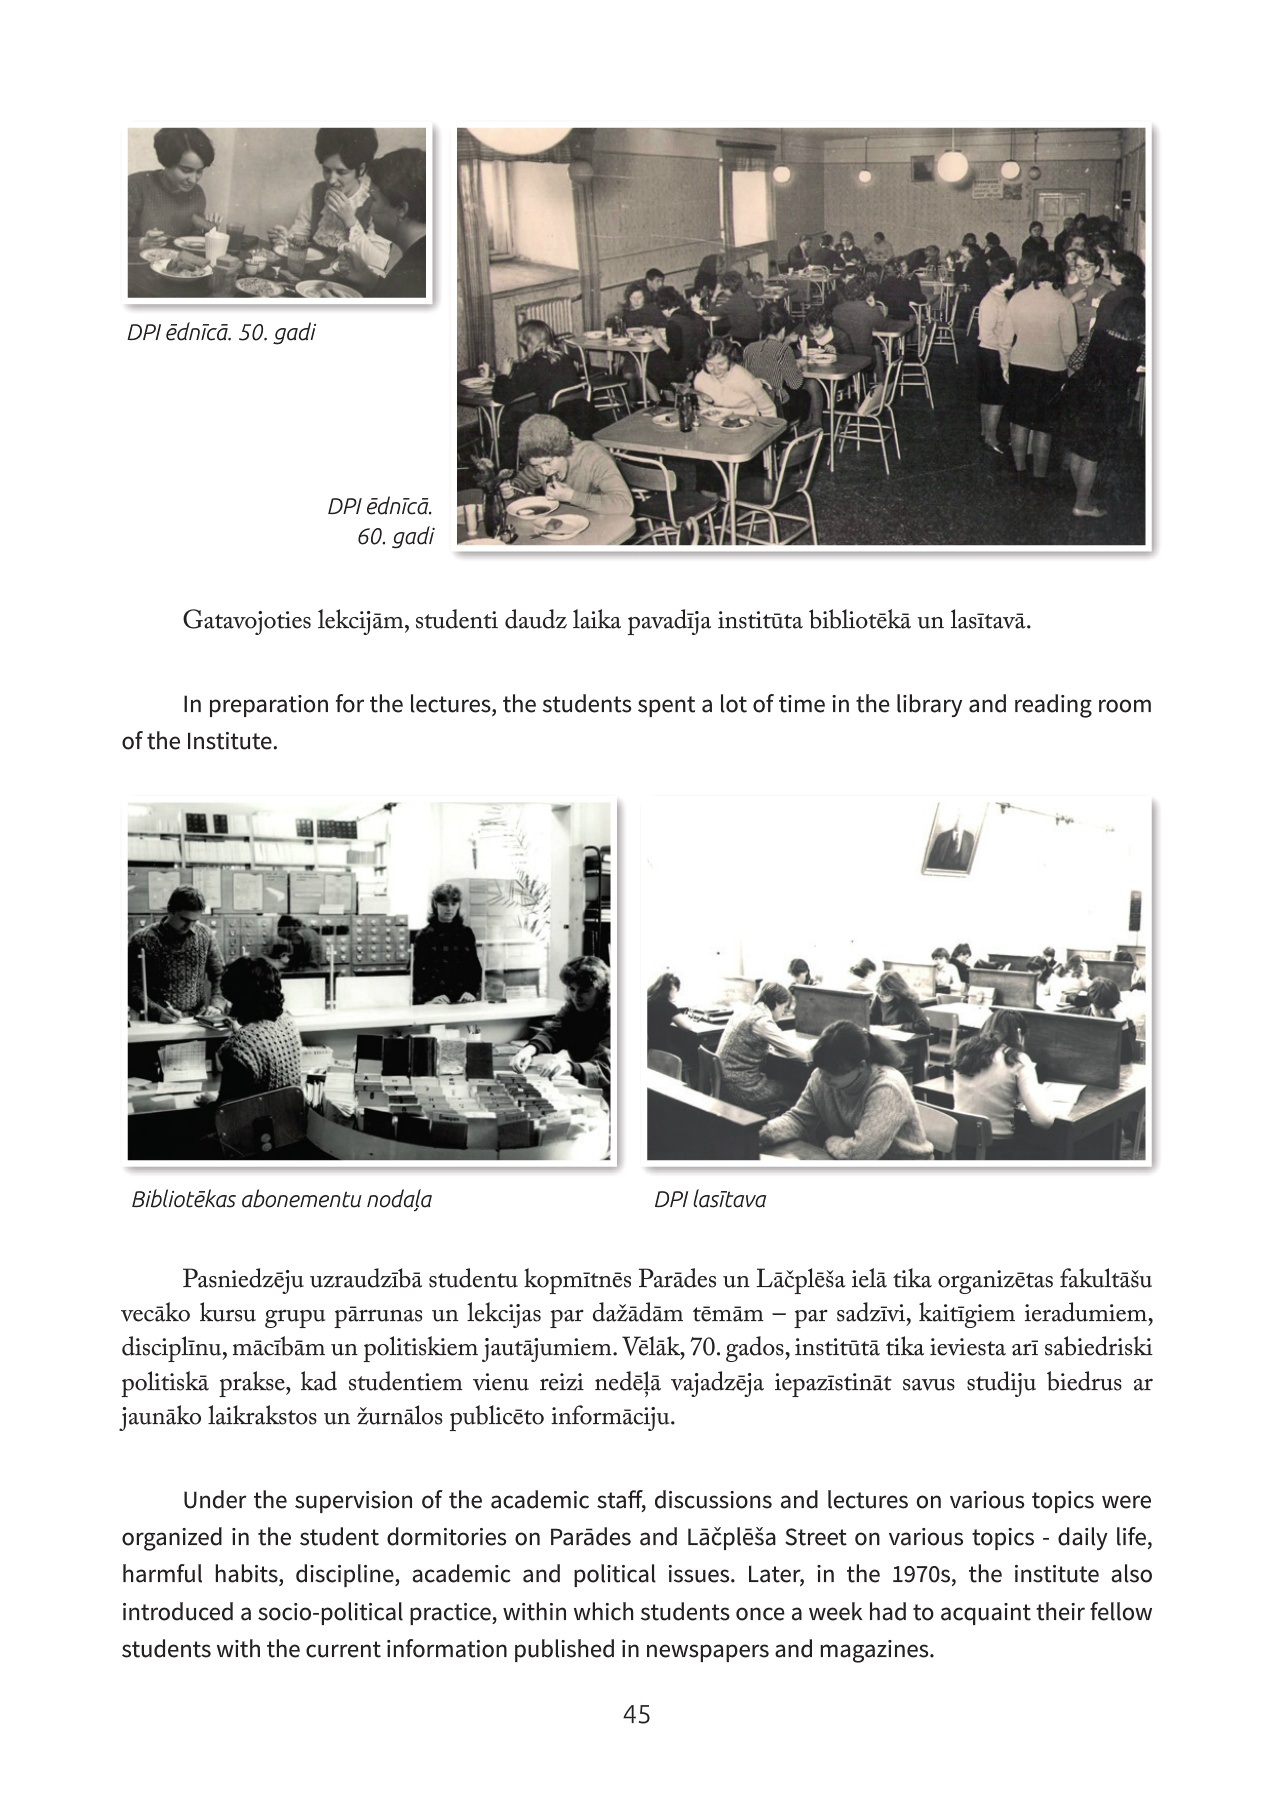 DPI ēdnīcā. 50. gadi
DPI ēdnīcā.
60. gadi
Gatavojoties lekcijām, studenti daudz laika pavadīja institūta bibliotēkā un lasītavā.
In preparation for the lectures, the students spent a lot of time in the library and reading room
of the Institute.
Bibliotēkas abonementu nodaļa
DPI lasītava
Pasniedzēju uzraudzībā studentu kopmītnēs Parādes un Lāčplēša ielā tika organizētas fakultāšu
vecāko kursu grupu pārrunas un lekcijas par dažādām tēmām – par sadzīvi, kaitīgiem ieradumiem,
disciplīnu, mācībām un politiskiem jautājumiem. Vēlāk, 70. gados, institūtā tika ieviesta arī sabiedriski
politiskā prakse, kad studentiem vienu reizi nedēļā vajadzēja iepazīstināt savus studiju biedrus ar
jaunāko laikrakstos un žurnālos publicēto informāciju.
Under the supervision of the academic staff, discussions and lectures on various topics were
organized in the student dormitories on Parādes and Lāčplēša Street on various topics - daily life,
harmful habits, discipline, academic and political issues. Later, in the 1970s, the institute also
introduced a socio-political practice, within which students once a week had to acquaint their fellow
students with the current information published in newspapers and magazines.
45